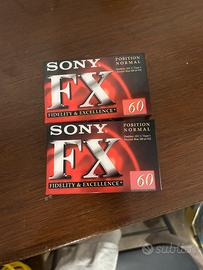 SONY
POSITION
NORMAL
FX
FIDELITY & EXCELLENCE
60
SONY
POSITION
NORMAL
FX
FIDELITY & EXCELLENCE
60
subito